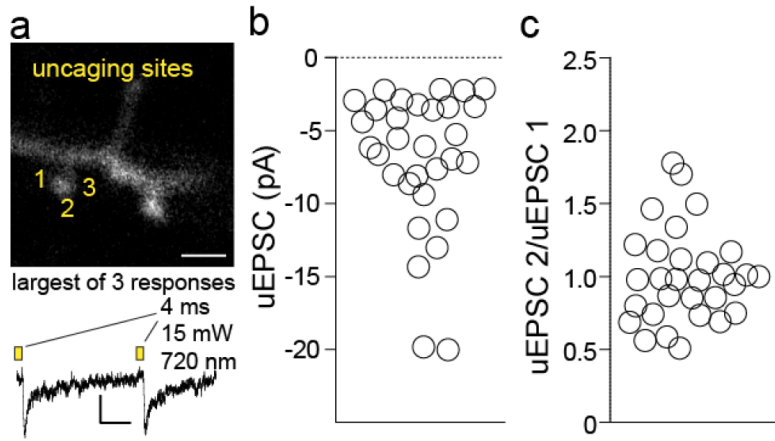 a
uncaging sites
1
3
2
largest of 3 responses
4 ms
15 mW
720 nm
b
uEPSC (pA)
0
-5
-10
-15
-20
c
uEPSC 2/uEPSC 1
2.5
2.0
1.5
1.0
0.5
0